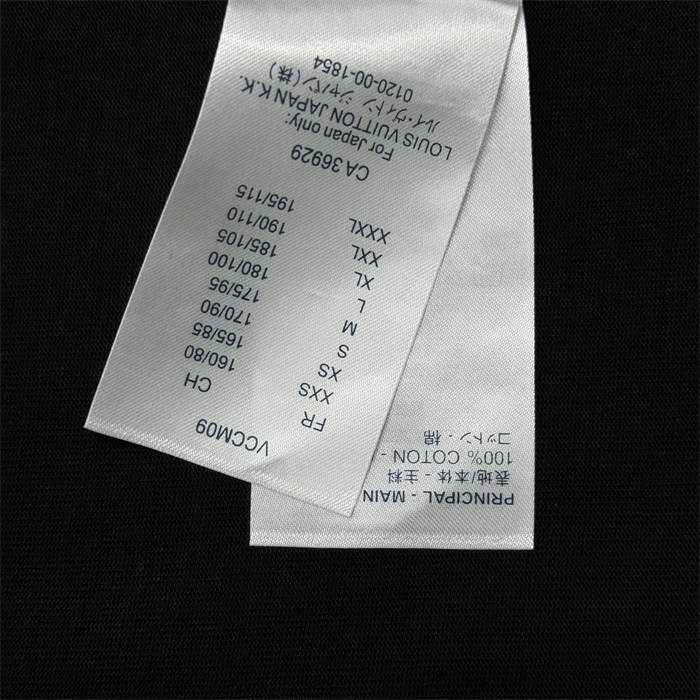 VCCM09
FR CH
XXS 160/80
XS 165/85
S 170/90
M 175/95
L 180/100
XL 185/105
XXL 190/110
XXXL 195/115
CA 36929
For Japan only:
LOUIS VUITTON JAPAN K.K.
ルイ・ヴィトン ジャパン（株）
0120-00-1854
PRINCIPAL - MAIN
表地/本体 - 主料
100% COTON -
コットン - 棉